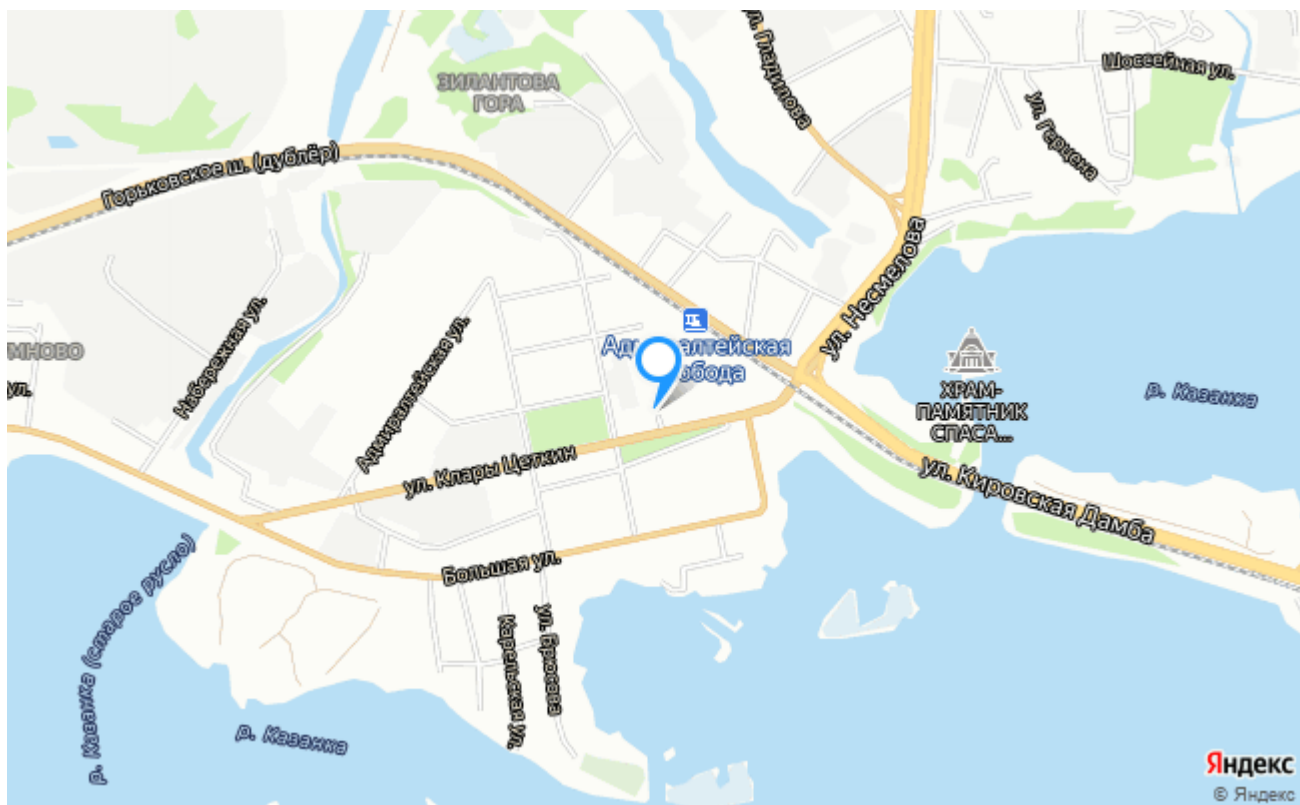 ул. Гладилова
Шоссейная ул.
ЗИЛАНТОВА
ГОРА
ул. Герцена
Горьковское ш. (дублёр)
ул. Несмелова
Набережная ул.
Адмиралтейская ул.
МНОВО
ул.
ХРАМ-
ПАМЯТНИК
СПАСА...
р. Казанка
ул. Клары Цеткин
ул. Кировская Дамба
Большая ул.
р. Казанка (старое русло)
Карельская ул.
ул. Брюсова
р. Казанка
Яндекс
© Яндекс